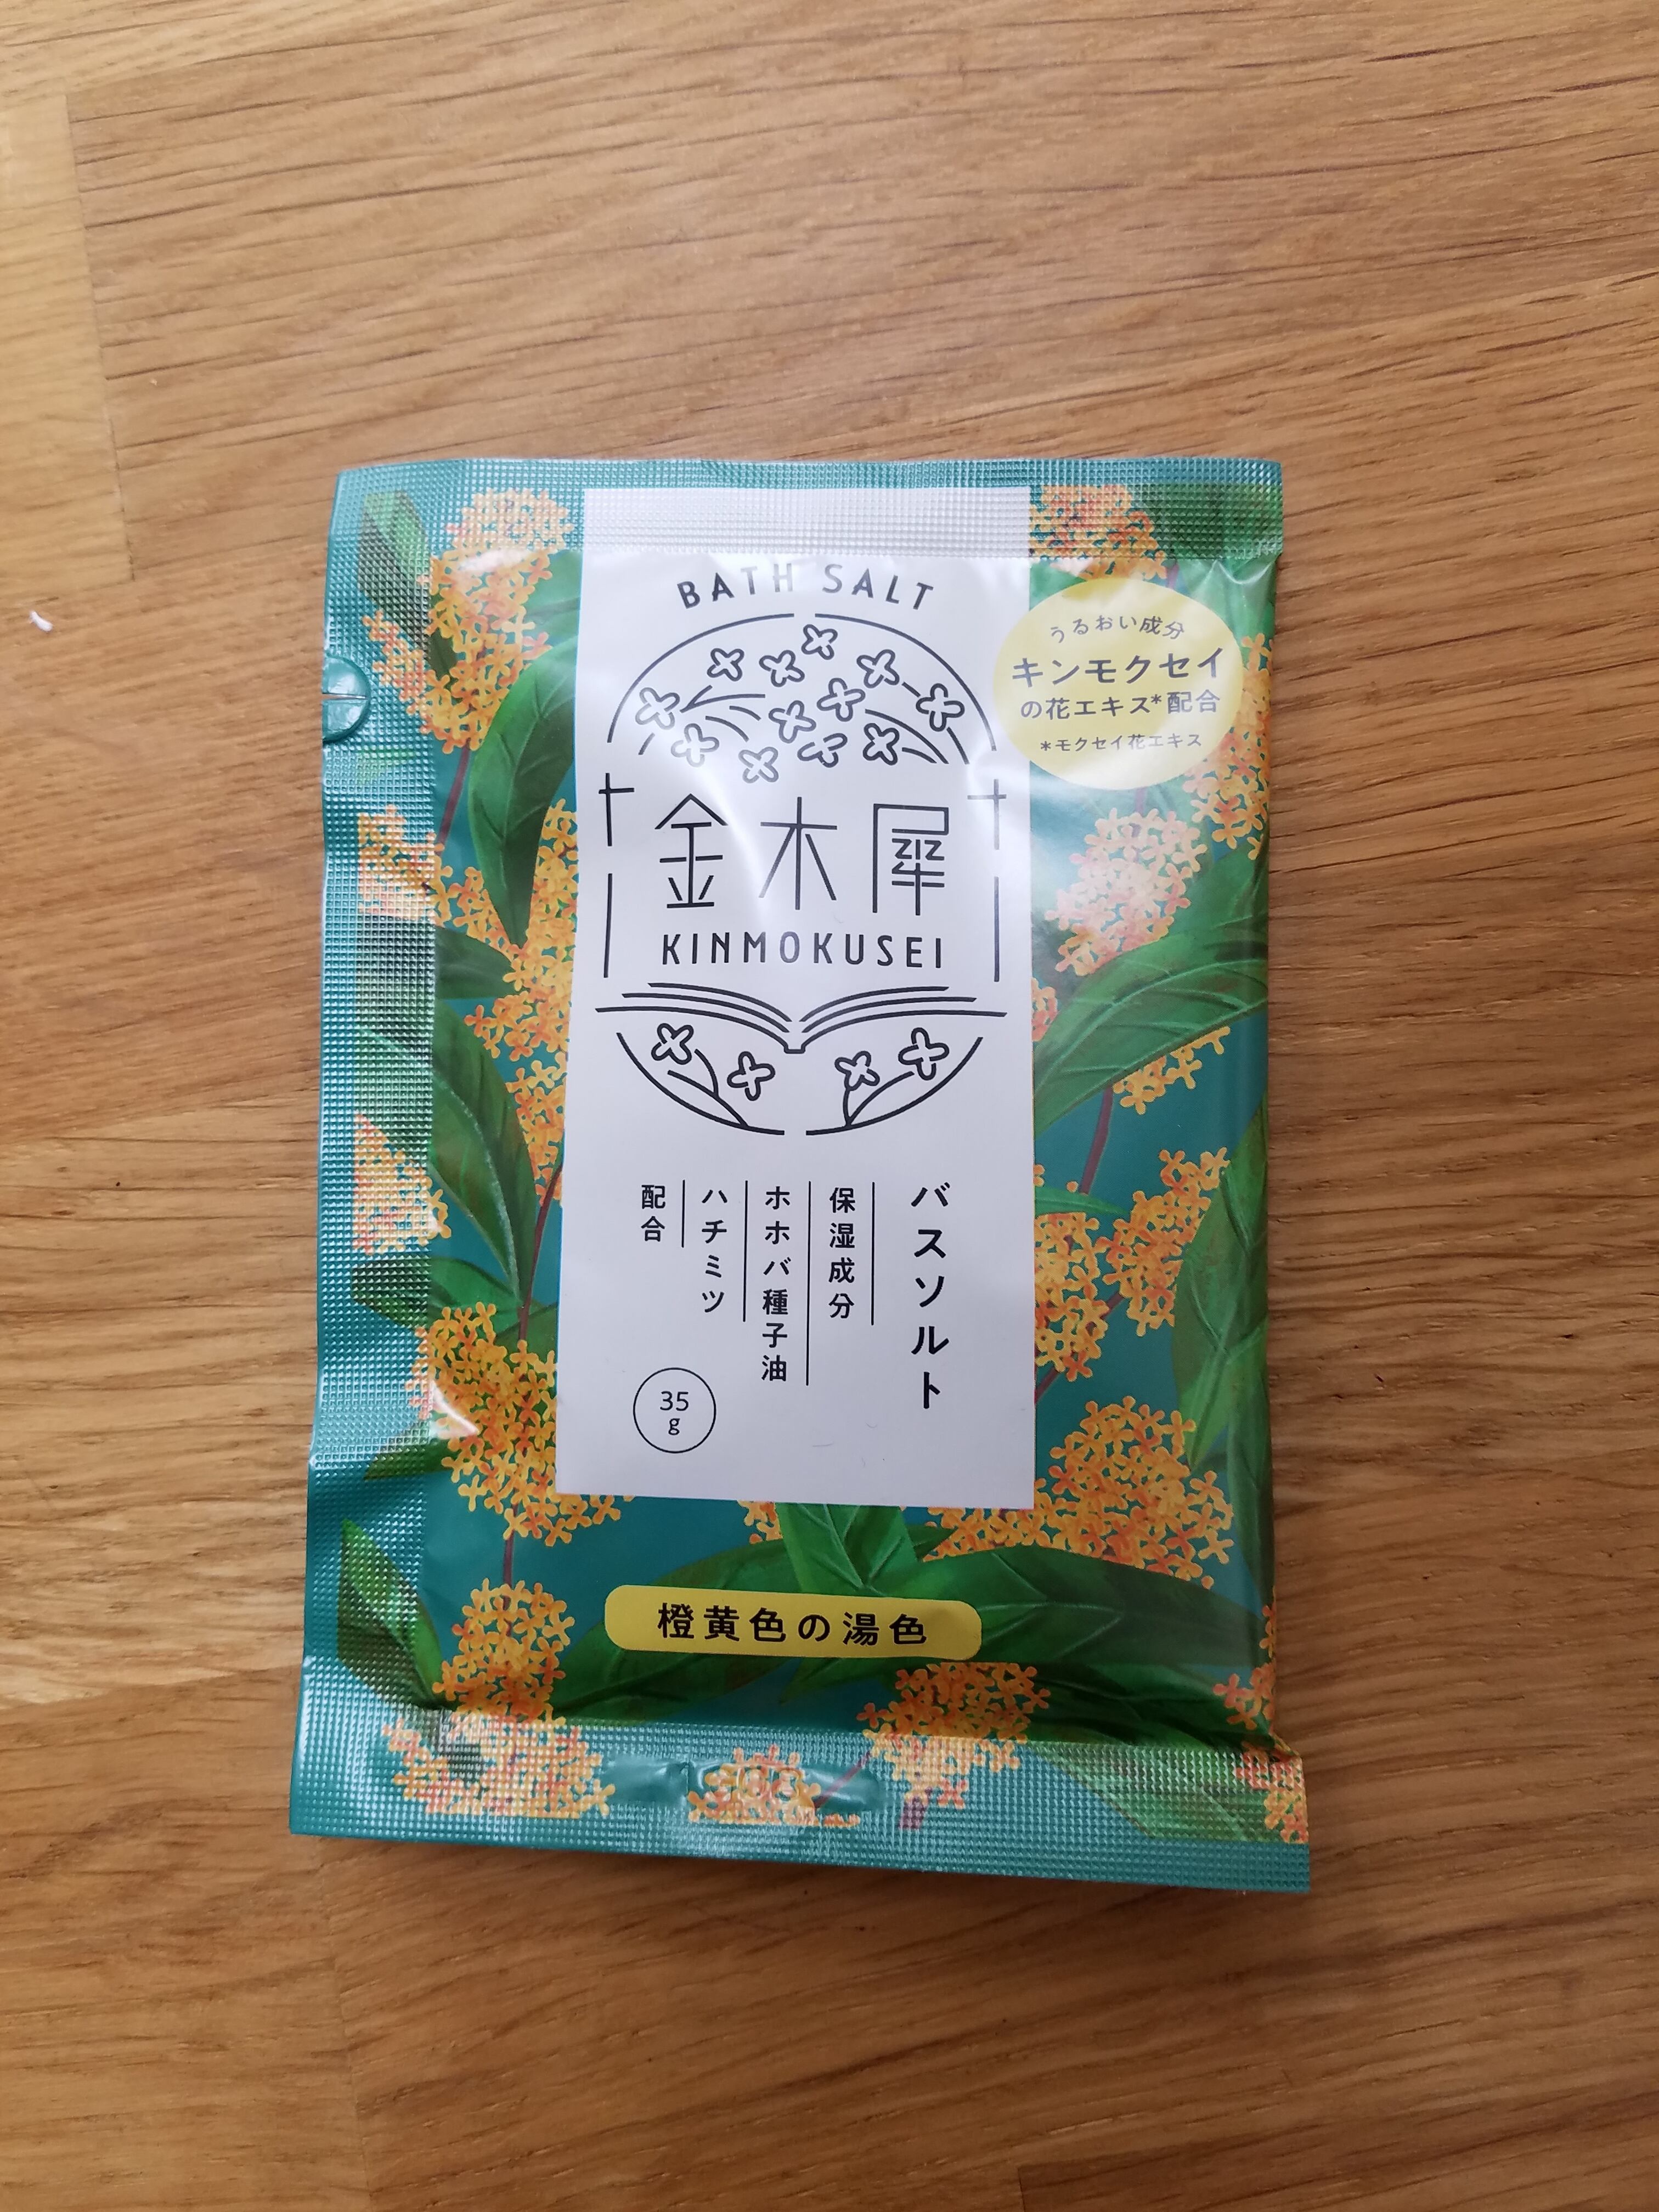 BATH SALT
うるおい成分
キンモクセイ
の花エキス*配合
*モクセイ花エキス
金木犀
KINMOKUSEI
バスソルト
保湿成分
ホホバ種子油
ハチミツ
配合
35
g
橙黄色の湯色